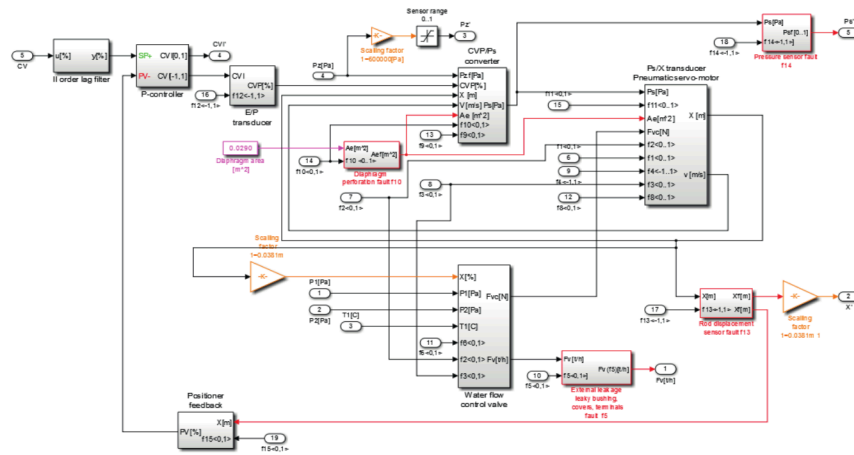 Sensor range
0..1
Pz'
3
-K-
Scaling factor
1=600000[Pa]
Ps[Pa]
Psf [0..1]
f14<-1,1>]
18
f14<-1,1>
Pressure sensor fault
f14
Ps'
5
5
CV
u[%]
y[%]
II order lag filter
SP+
CVI[0,1]
PV-
CVI[-1,1]
P-controller
CVI'
4
CVI
CVP[%]
f12<-1,1>
16
f12<-1,1>
E/P
transducer
Pz[Pa]
4
CVP/Ps
converter
Pzf[Pa]
CVP[%]
X [m]
V[m/s]
Ps[Pa]
Ae [m^2]
f10<0,1>
f9<0,1>
13
f9<0,1>
Ps/X transducer
Pneumatic servo-motor
Ps[Pa]
f11<0..1>
Ae[m^2]
Fvc[N]
f2<0..1>
f1<0..1>
f4<-1..1>
f3<0..1>
f8<0..1>
X [m]
v [m/s]
f11<0,1>
15
f1<0,1>
6
9
f4<-1,1>
12
f8<0,1>
0.0290
Diaphragm area
[m^2]
Ae[m^2]
Aef[m^2]
f10 <0..1>
14
f10<0,1>
Diaphragm
perforation fault f10
7
f2<0,1>
8
f3<0,1>
Scaling
factor
1=0.0381m
-K-
P1[Pa]
1
2
P2[Pa]
T1[C]
3
11
f6<0,1>
X[%]
P1[Pa]
P2[Pa]
T1[C]
f6<0,1>
f2<0,1>
f3<0,1>
Fvc[N]
Fv[t/h]
Water flow
control valve
Fv[t/h]
f5<0,1>]
Fv (f5)[t/h]
10
f5<0,1>
External leakage
leaky bushing,
covers, terminals
fault f5
1
Fv[t/h]
X[m]
X'f[m]
f13<-1,1>
Xf[m]
17
f13<-1,1>
Rod displacement
sensor fault f13
-K-
Scaling
factor
1=0.0381m 1
2
X'
Positioner
feedback
X[m]
PV[%]
f15<0,1>
19
f15<0,1>